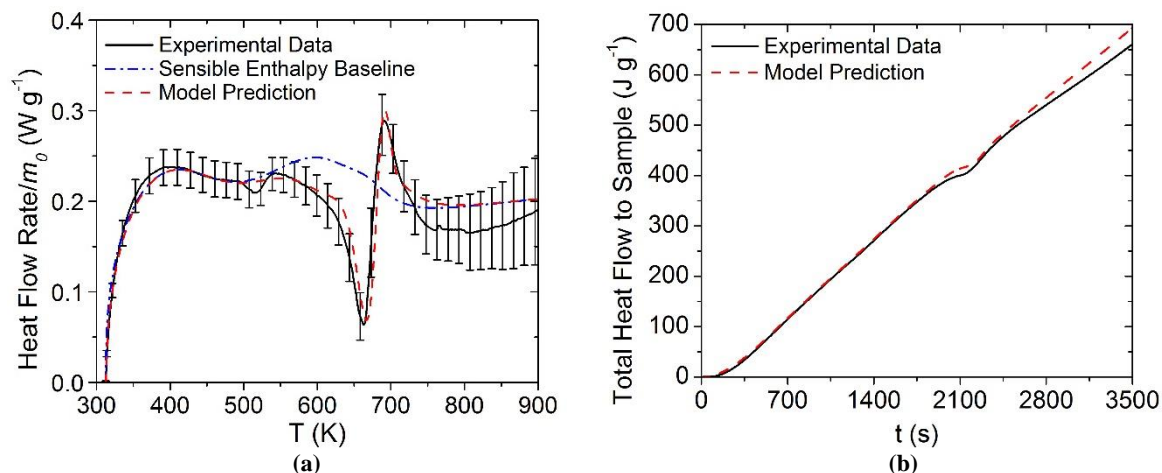 Heat Flow Rate/m₀ (W g⁻¹)
0.4
0.3
0.2
0.1
0.0
Experimental Data
Sensible Enthalpy Baseline
Model Prediction
300 400 500 600 700 800 900
T (K)
(a)
Total Heat Flow to Sample (J g⁻¹)
700
600
500
400
300
200
100
0
Experimental Data
Model Prediction
0 700 1400 2100 2800 3500
t (s)
(b)